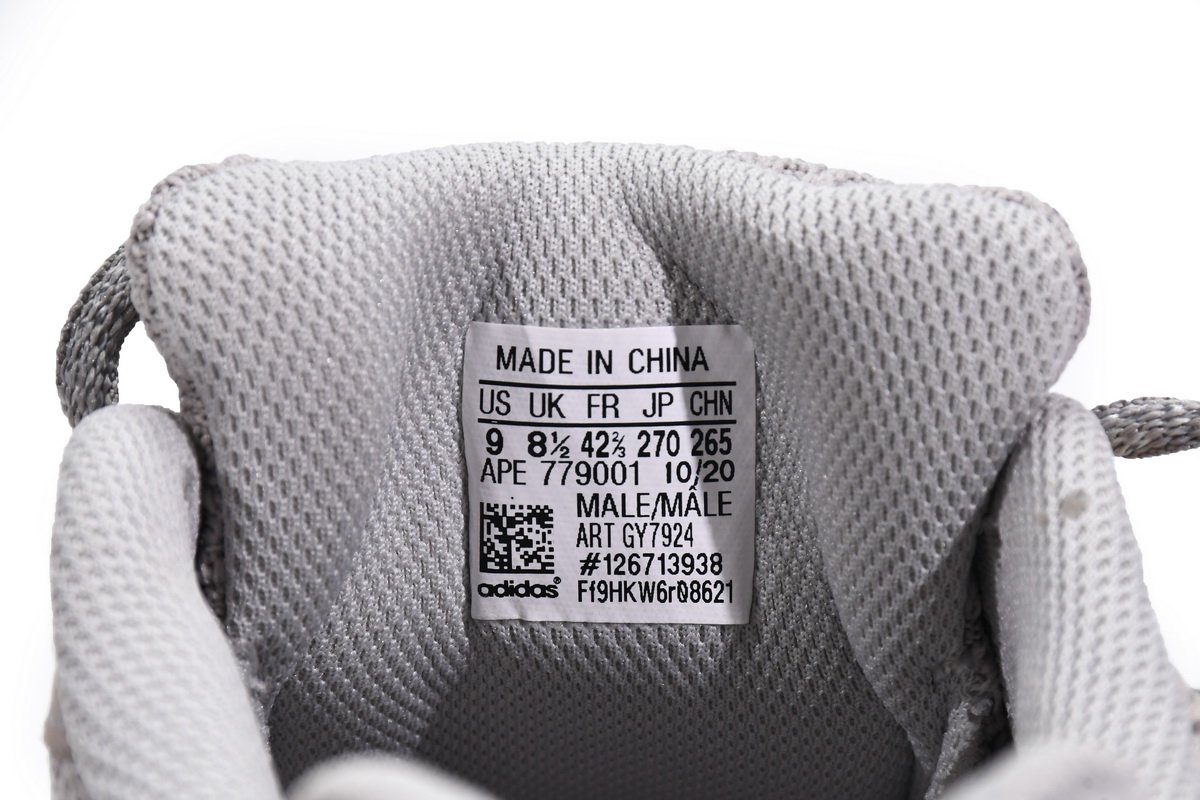 MADE IN CHINA
US UK FR JP CHN
9 8½ 42⅔ 270 265
APE 779001 10/20
MALE/MÂLE
ART GY7924
#126713938
adidas® Ff9HKW6r08621